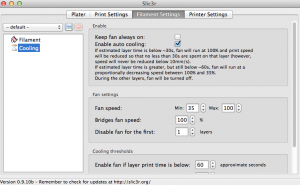 Slic3r
Plater Print Settings Filament Settings Printer Settings
- default -
Filament
Cooling
Enable
Keep fan always on:
Enable auto cooling:
If estimated layer time is below ~30s, fan will run at 100% and print speed
will be reduced so that no less than 30s are spent on that layer (however,
speed will never be reduced below 10mm/s).
If estimated layer time is greater, but still below ~60s, fan will run at a
proportionally decreasing speed between 100% and 35%.
During the other layers, fan will be turned off.
Fan settings
Fan speed: Min: 35 Max: 100
Bridges fan speed: 100 %
Disable fan for the first: 1 layers
Cooling thresholds
Enable fan if layer print time is below: 60 approximate seconds
Version 0.9.10b - Remember to check for updates at http://slic3r.org/